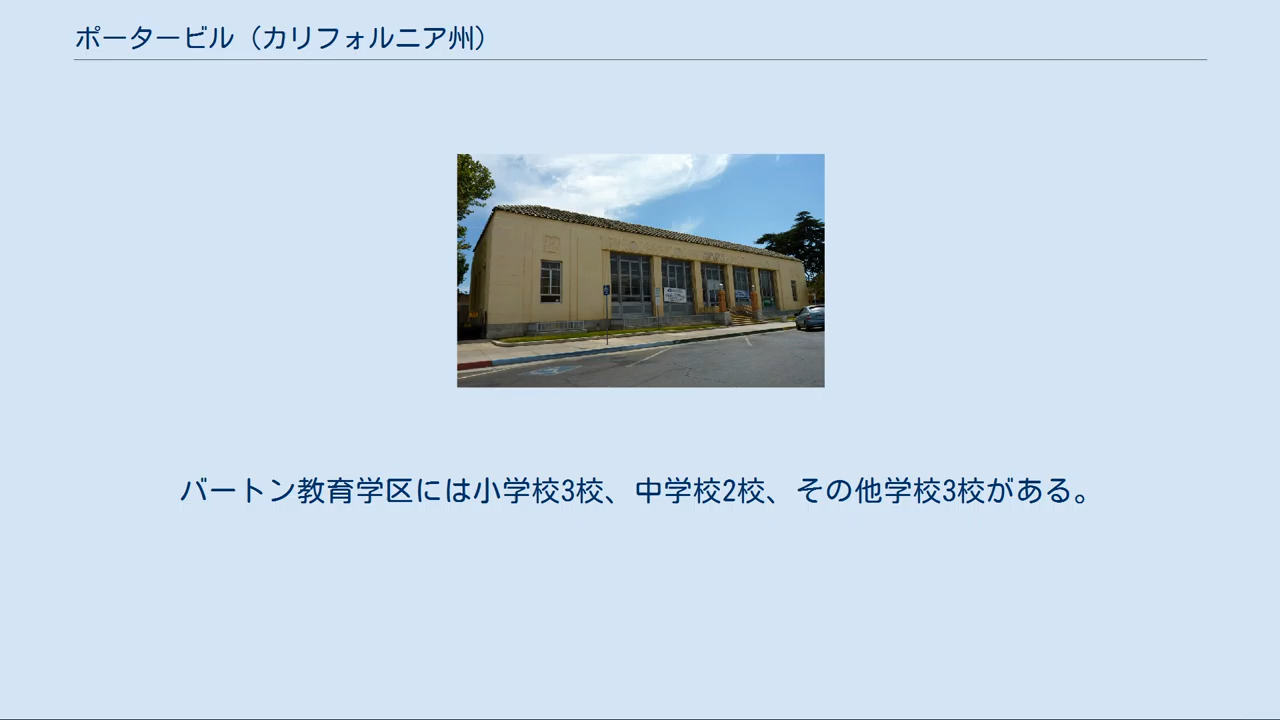 ポータービル（カリフォルニア州）
バートン教育学区には小学校3校、中学校2校、その他学校3校がある。